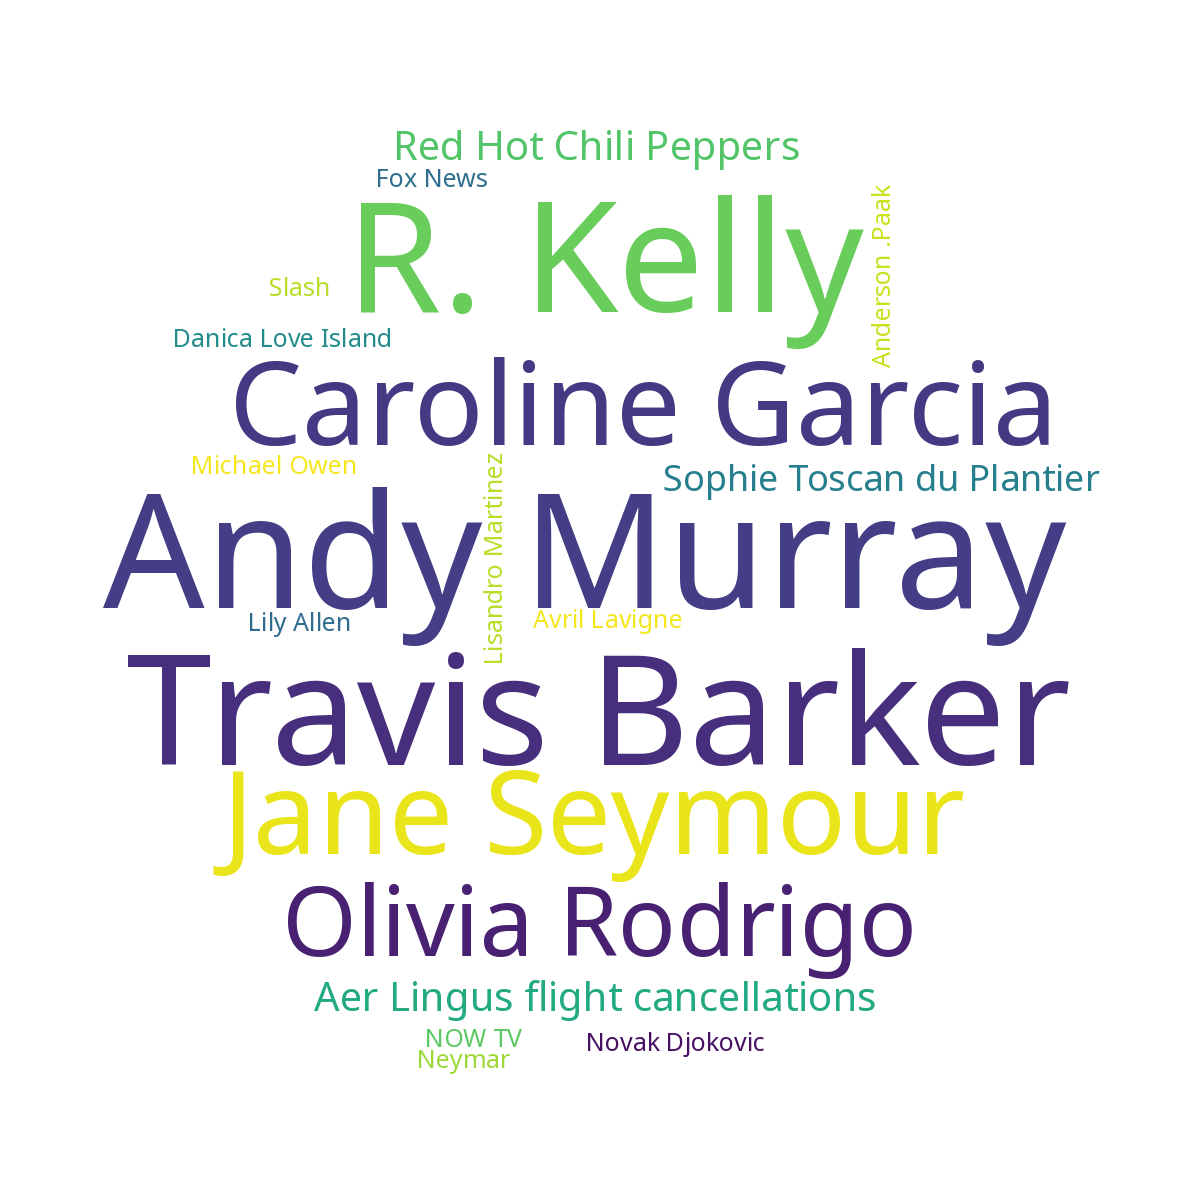 Red Hot Chili Peppers
Fox News
R. Kelly
Anderson .Paak
Slash
Danica Love Island
Caroline Garcia
Michael Owen
Sophie Toscan du Plantier
Lisandro Martinez
Andy Murray
Lily Allen
Avril Lavigne
Travis Barker
Jane Seymour
Olivia Rodrigo
Aer Lingus flight cancellations
NOW TV
Novak Djokovic
Neymar